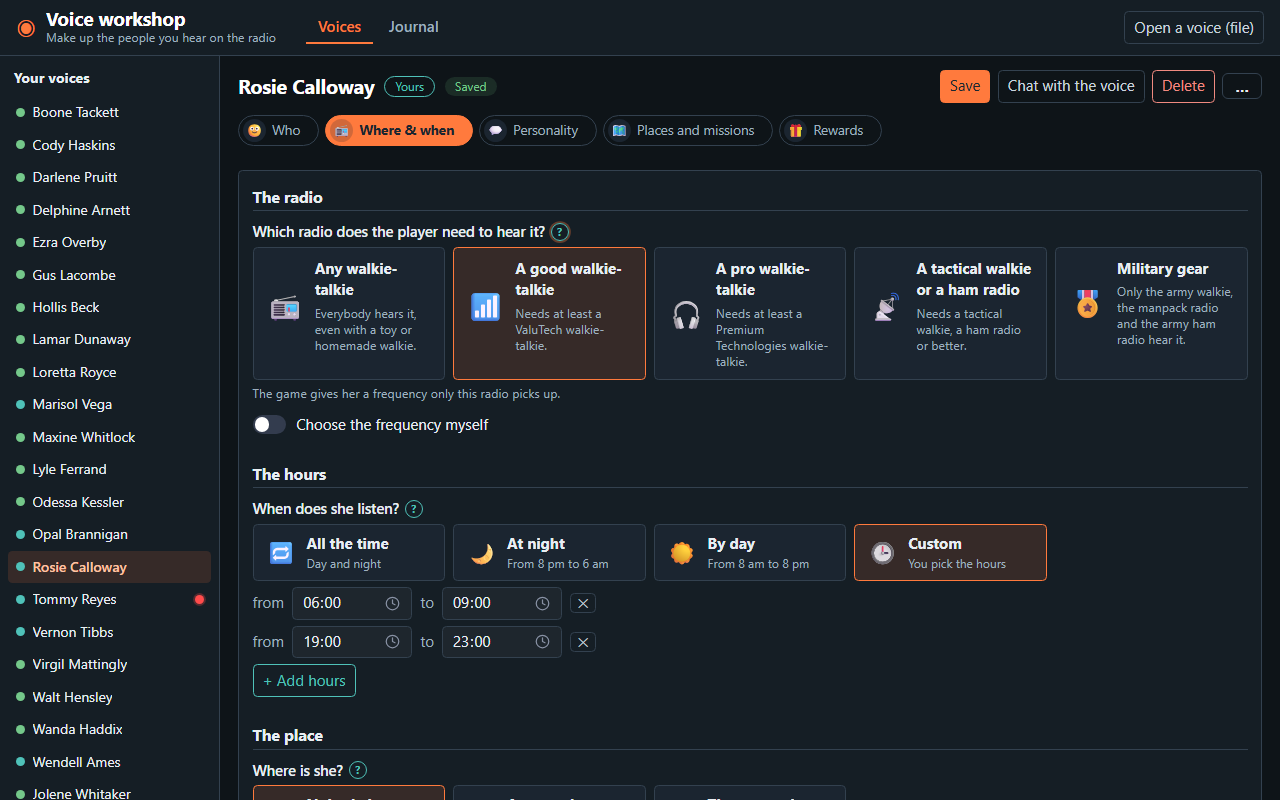 Voice workshop
Make up the people you hear on the radio
Voices
Journal
Open a voice (file)
Your voices
Boone Tackett
Cody Haskins
Darlene Pruitt
Delphine Arnett
Ezra Overby
Gus Lacombe
Hollis Beck
Lamar Dunaway
Loretta Royce
Marisol Vega
Maxine Whitlock
Lyle Ferrand
Odessa Kessler
Opal Brannigan
Rosie Calloway
Tommy Reyes
Vernon Tibbs
Virgil Mattingly
Walt Hensley
Wanda Haddix
Wendell Ames
Jolene Whitaker
Rosie Calloway
Yours
Saved
Save
Chat with the voice
Delete
...
Who
Where & when
Personality
Places and missions
Rewards
The radio
Which radio does the player need to hear it? ?
Any walkie-
talkie
Everybody hears it,
even with a toy or
homemade walkie.
A good walkie-
talkie
Needs at least a
ValuTech walkie-
talkie.
A pro walkie-
talkie
Needs at least a
Premium
Technologies walkie-
talkie.
A tactical walkie
or a ham radio
Needs a tactical
walkie, a ham radio
or better.
Military gear
Only the army walkie,
the manpack radio
and the army ham
radio hear it.
The game gives her a frequency only this radio picks up.
Choose the frequency myself
The hours
When does she listen? ?
All the time
Day and night
At night
From 8 pm to 6 am
By day
From 8 am to 8 pm
Custom
You pick the hours
from 06:00 to 09:00
from 19:00 to 23:00
+ Add hours
The place
Where is she? ?